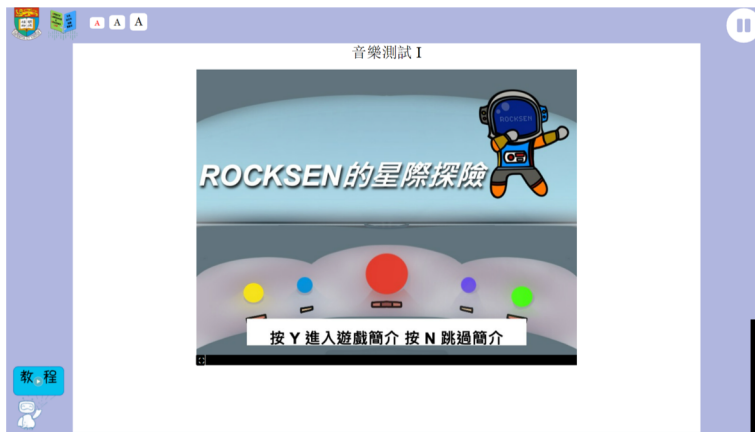 A A A
音樂測試 I
ROCKSEN
ROCKSEN的星際探險
按 Y 進入遊戲簡介 按 N 跳過簡介
教 程